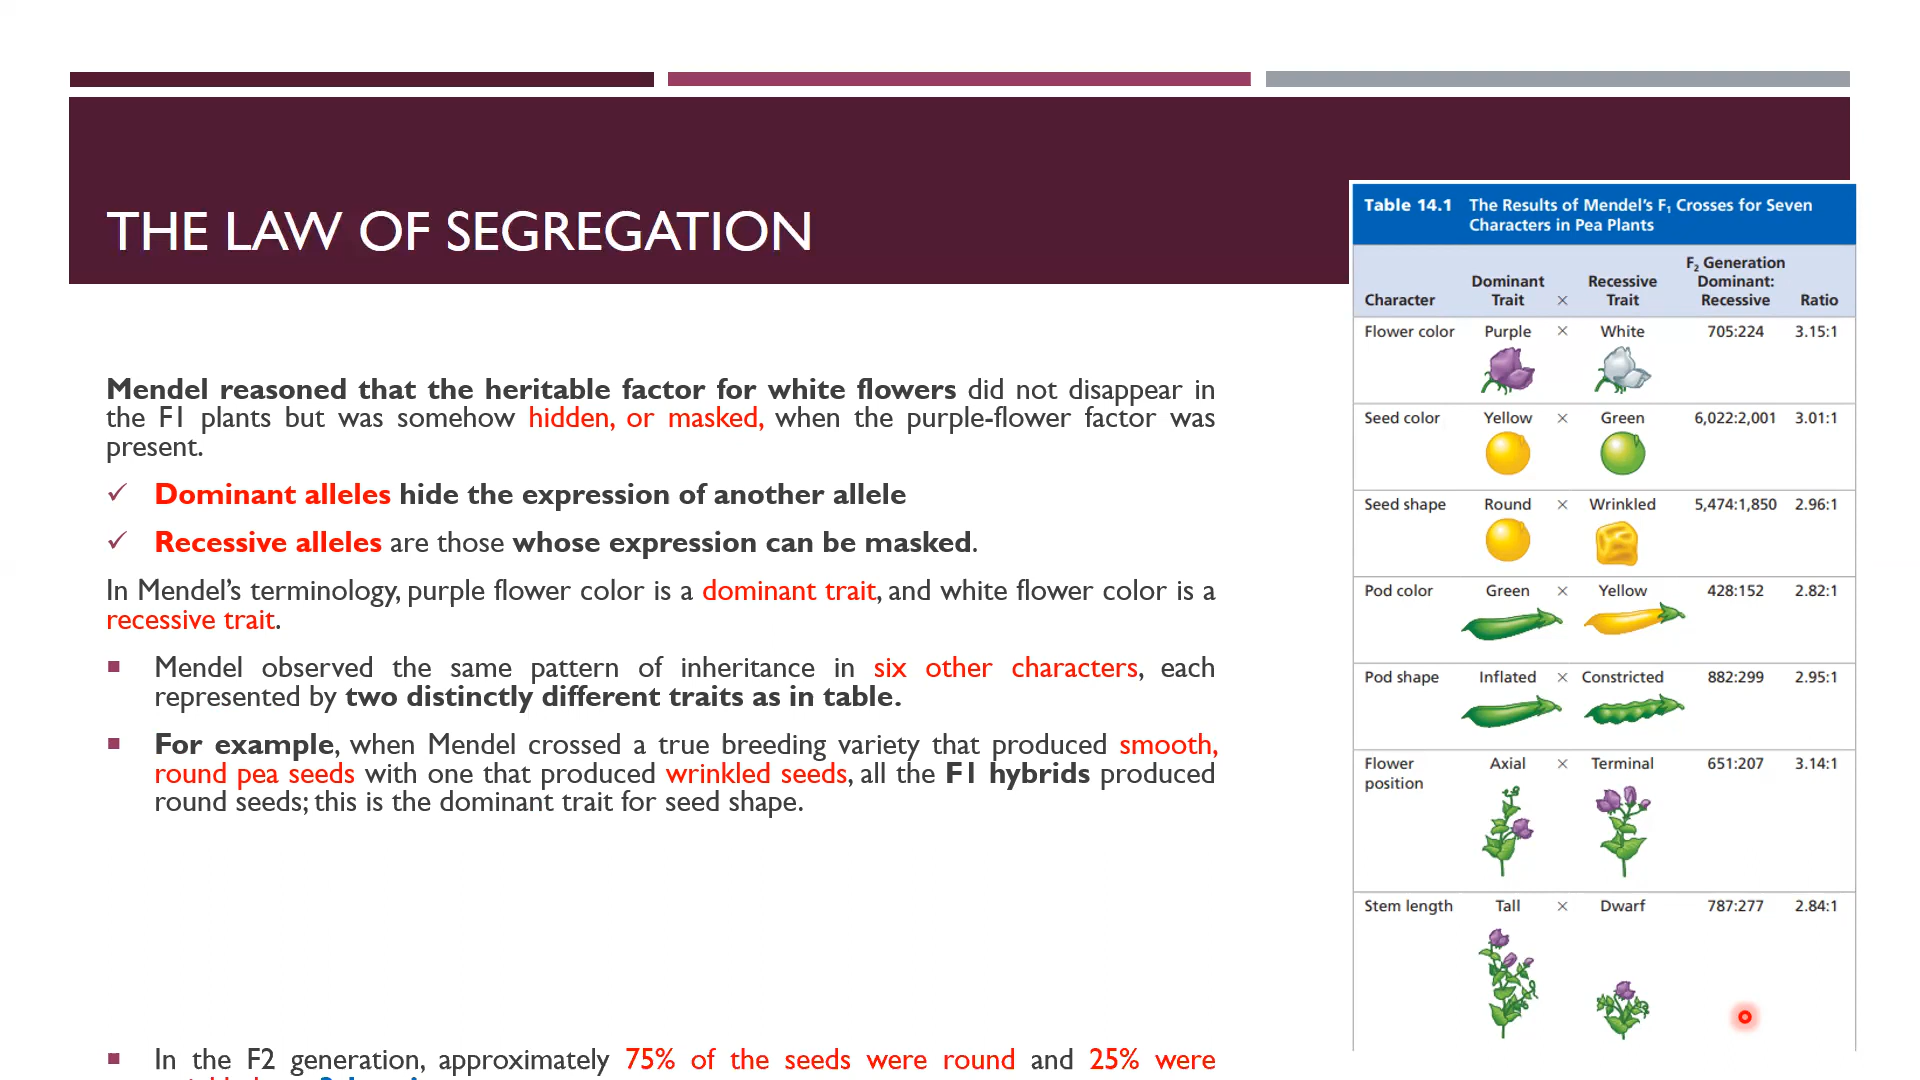 THE LAW OF SEGREGATION
Mendel reasoned that the heritable factor for white flowers did not disappear in
the F1 plants but was somehow hidden, or masked, when the purple-flower factor was
present.
✓ Dominant alleles hide the expression of another allele
✓ Recessive alleles are those whose expression can be masked.
In Mendel's terminology, purple flower color is a dominant trait, and white flower color is a
recessive trait.
▪ Mendel observed the same pattern of inheritance in six other characters, each
represented by two distinctly different traits as in table.
▪ For example, when Mendel crossed a true breeding variety that produced smooth,
round pea seeds with one that produced wrinkled seeds, all the F1 hybrids produced
round seeds; this is the dominant trait for seed shape.
▪ In the F2 generation, approximately 75% of the seeds were round and 25% were
Table 14.1 The Results of Mendel's F₁ Crosses for Seven
Characters in Pea Plants
Character Dominant Trait × Recessive Trait F₂ Generation Dominant: Recessive Ratio
Flower color Purple × White 705:224 3.15:1
Seed color Yellow × Green 6,022:2,001 3.01:1
Seed shape Round × Wrinkled 5,474:1,850 2.96:1
Pod color Green × Yellow 428:152 2.82:1
Pod shape Inflated × Constricted 882:299 2.95:1
Flower position Axial × Terminal 651:207 3.14:1
Stem length Tall × Dwarf 787:277 2.84:1